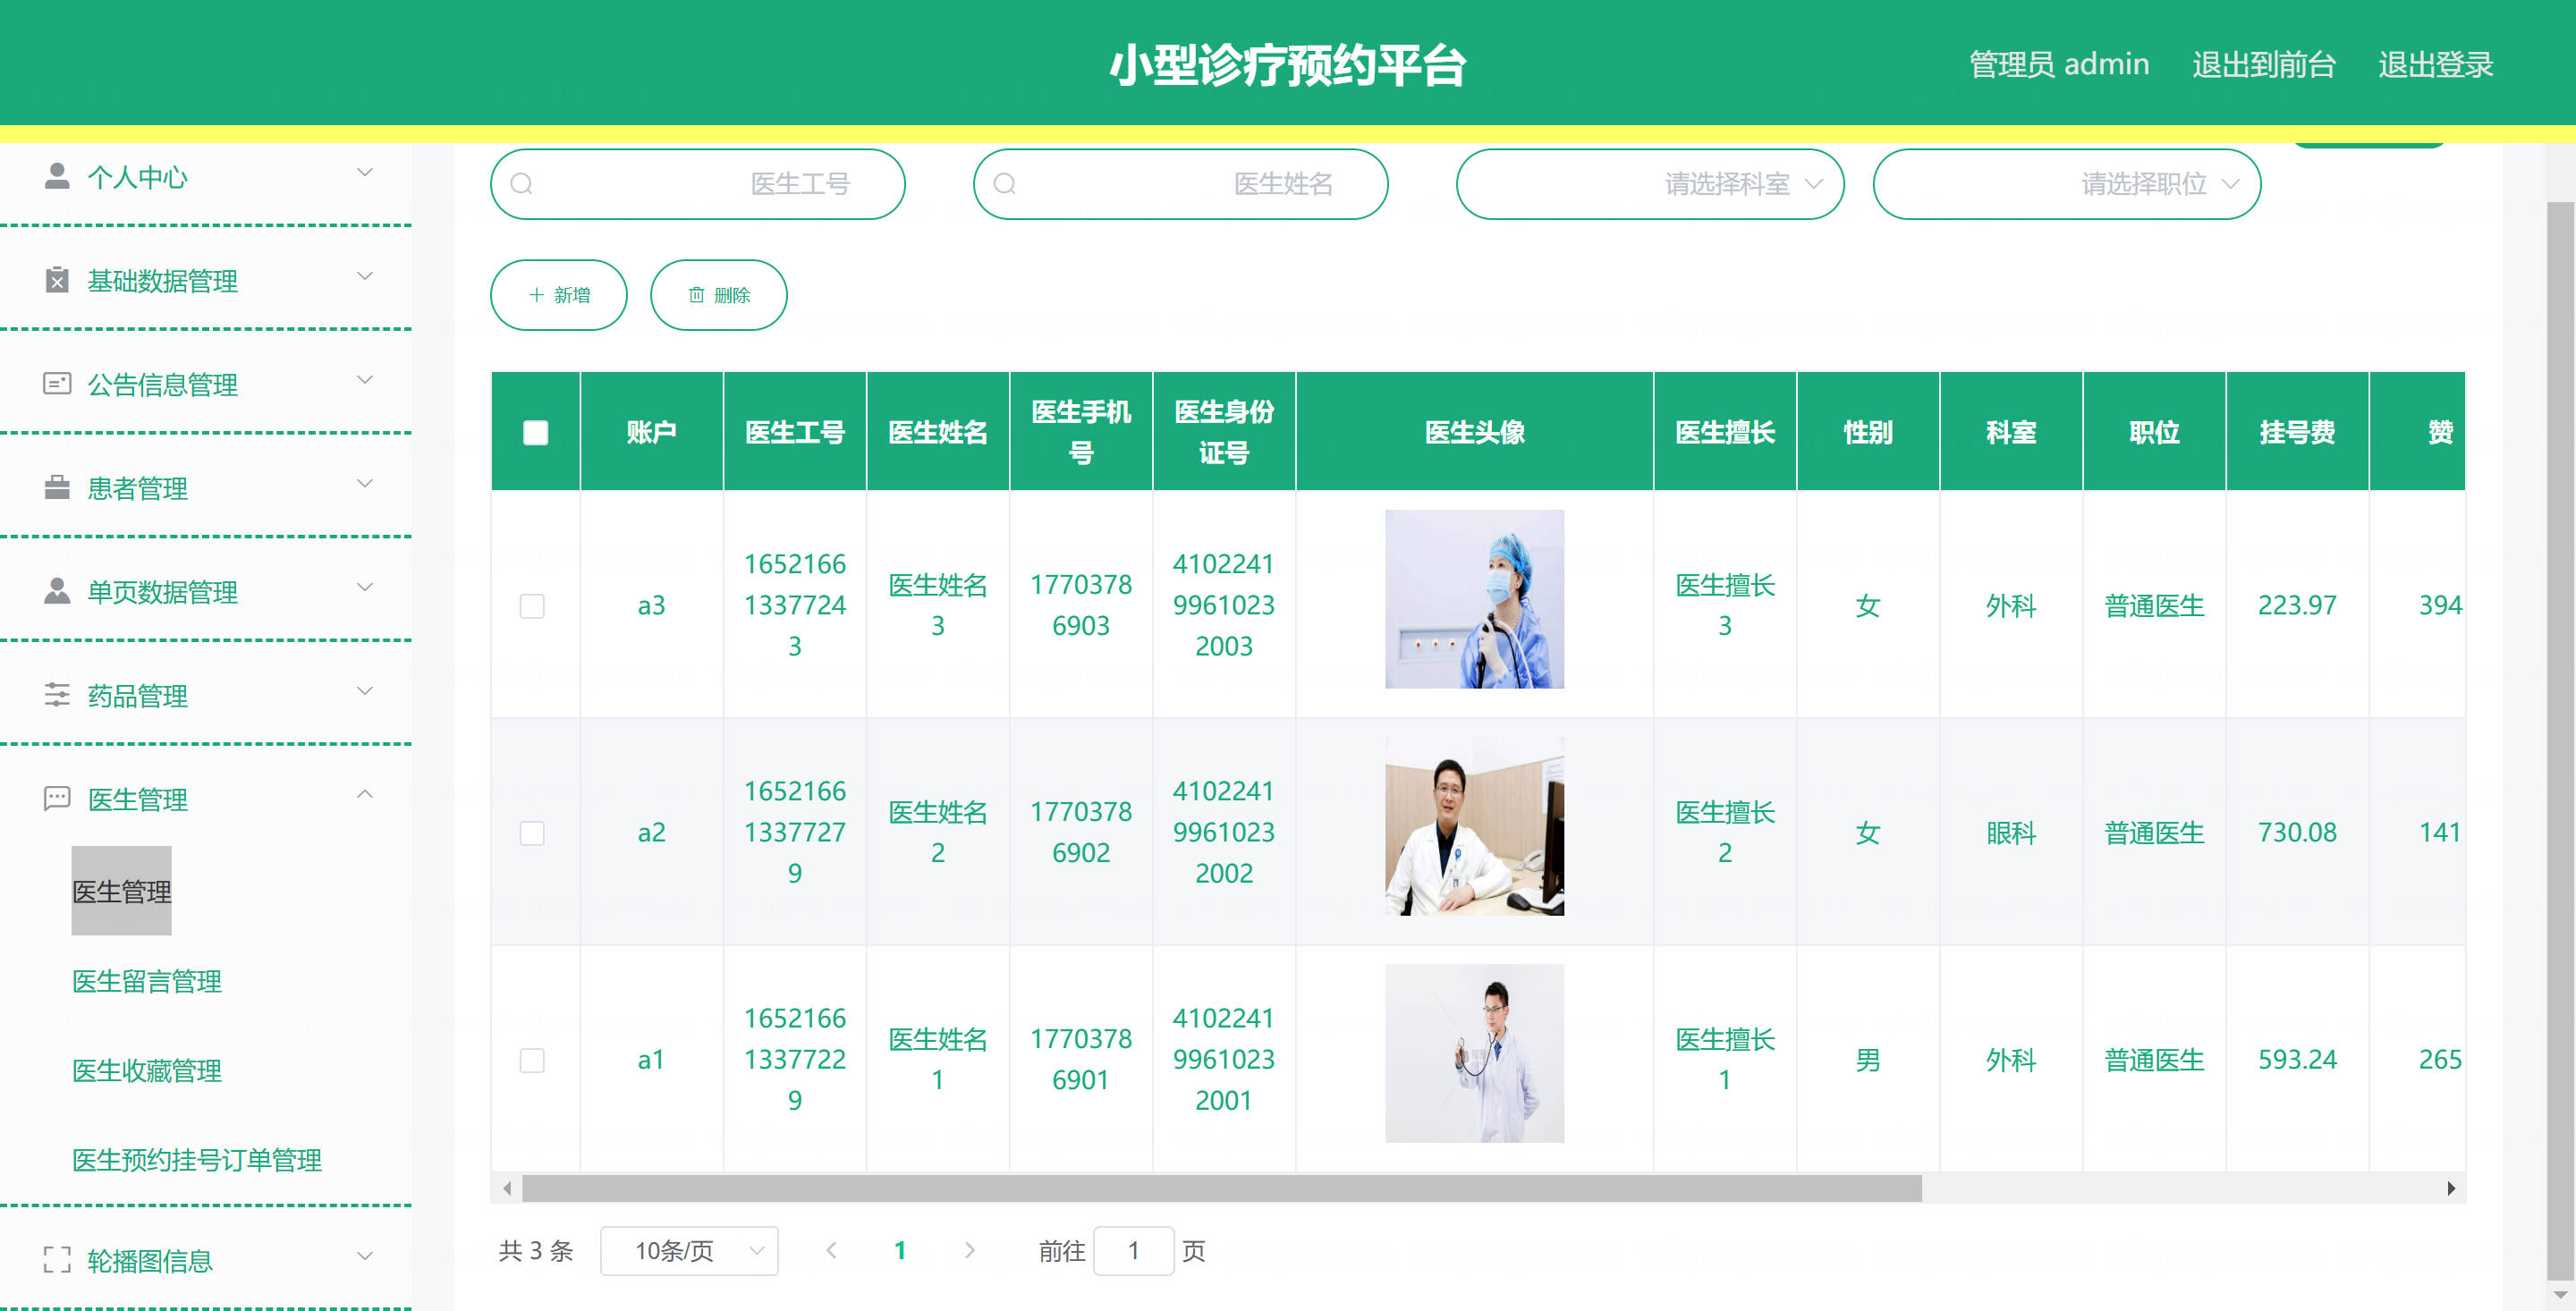 小型诊疗预约平台
管理员 admin 退出到前台 退出登录
个人中心
基础数据管理
公告信息管理
患者管理
单页数据管理
药品管理
医生管理
医生管理
医生留言管理
医生收藏管理
医生预约挂号订单管理
轮播图信息
医生工号 医生姓名 请选择科室 请选择职位
新增 删除
账户 医生工号 医生姓名 医生手机号 医生身份证号 医生头像 医生擅长 性别 科室 职位 挂号费 赞
a3 165216613377243 医生姓名3 17703786903 410224199610232003 医生擅长3 女 外科 普通医生 223.97 394
a2 165216613377279 医生姓名2 17703786902 410224199610232002 医生擅长2 女 眼科 普通医生 730.08 141
a1 165216613377229 医生姓名1 17703786901 410224199610232001 医生擅长1 男 外科 普通医生 593.24 265
共 3 条 10条/页 1 前往 1 页